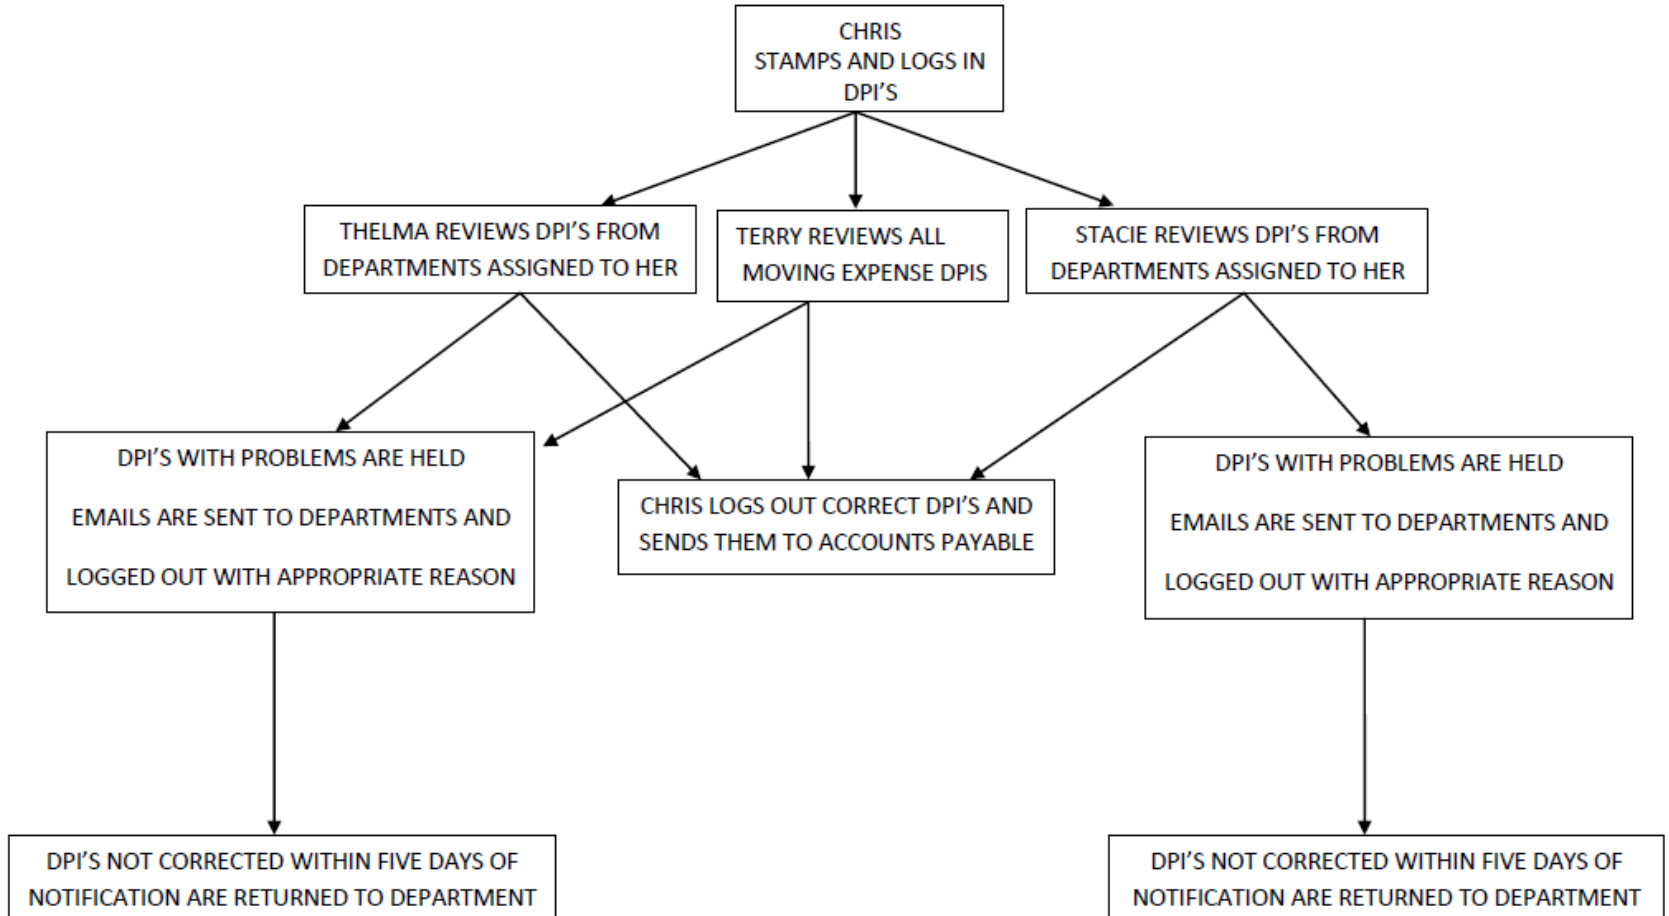 CHRIS
STAMPS AND LOGS IN
DPI'S
THELMA REVIEWS DPI'S FROM
DEPARTMENTS ASSIGNED TO HER
TERRY REVIEWS ALL
MOVING EXPENSE DPIS
STACIE REVIEWS DPI'S FROM
DEPARTMENTS ASSIGNED TO HER
DPI'S WITH PROBLEMS ARE HELD
EMAILS ARE SENT TO DEPARTMENTS AND
LOGGED OUT WITH APPROPRIATE REASON
CHRIS LOGS OUT CORRECT DPI'S AND
SENDS THEM TO ACCOUNTS PAYABLE
DPI'S WITH PROBLEMS ARE HELD
EMAILS ARE SENT TO DEPARTMENTS AND
LOGGED OUT WITH APPROPRIATE REASON
DPI'S NOT CORRECTED WITHIN FIVE DAYS OF
NOTIFICATION ARE RETURNED TO DEPARTMENT
DPI'S NOT CORRECTED WITHIN FIVE DAYS OF
NOTIFICATION ARE RETURNED TO DEPARTMENT